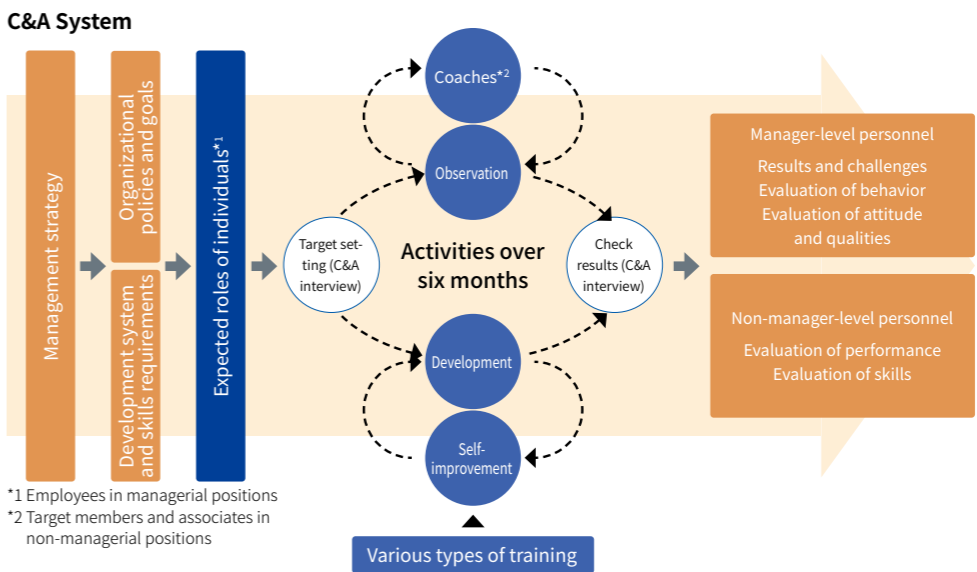 C&A System
Management strategy
Organizational
policies and goals
Development system
and skills requirements
Expected roles of individuals*1
Target set-
ting (C&A
interview)
Coaches*2
Observation
Activities over
six months
Development
Self-
improvement
Various types of training
Check
results (C&A
interview)
Manager-level personnel
Results and challenges
Evaluation of behavior
Evaluation of attitude
and qualities
Non-manager-level personnel
Evaluation of performance
Evaluation of skills
*1 Employees in managerial positions
*2 Target members and associates in
non-managerial positions